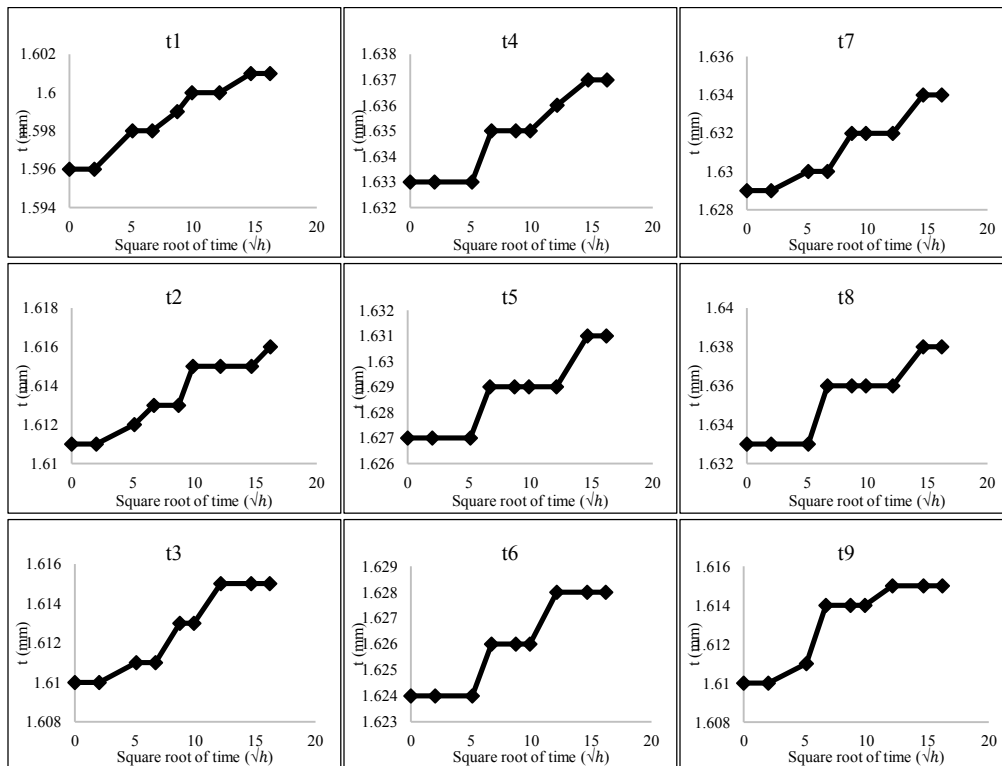 t1
1.602
1.6
1.598
1.596
1.594
t (mm)
0 5 10 15 20
Square root of time (√h)
t4
1.638
1.637
1.636
1.635
1.634
1.633
1.632
t (mm)
0 5 10 15 20
Square root of time (√h)
t7
1.636
1.634
1.632
1.63
1.628
t (mm)
0 5 10 15 20
Square root of time (√h)
t2
1.618
1.616
1.614
1.612
1.61
t (mm)
0 5 10 15 20
Square root of time (√h)
t5
1.632
1.631
1.63
1.629
1.628
1.627
1.626
t (mm)
0 5 10 15 20
Square root of time (√h)
t8
1.64
1.638
1.636
1.634
1.632
t (mm)
0 5 10 15 20
Square root of time (√h)
t3
1.616
1.614
1.612
1.61
1.608
t (mm)
0 5 10 15 20
Square root of time (√h)
t6
1.629
1.628
1.627
1.626
1.625
1.624
1.623
t (mm)
0 5 10 15 20
Square root of time (√h)
t9
1.616
1.614
1.612
1.61
1.608
t (mm)
0 5 10 15 20
Square root of time (√h)